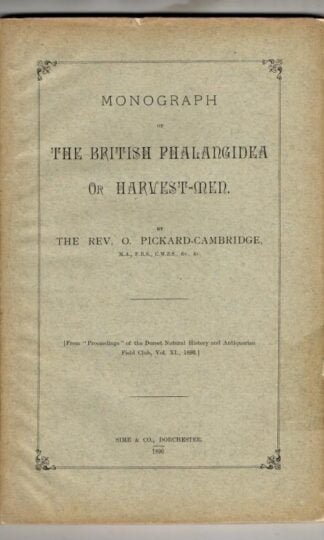 MONOGRAPH
OF
THE BRITISH PHALANGIDEA
OR HARVEST-MEN.
BY
THE REV. O. PICKARD-CAMBRIDGE,
M.A., F.R.S., C.M.Z.S., &c., &c.
[From "Proceedings" of the Dorset Natural History and Antiquarian
Field Club, Vol. XI., 1890.]
SIME & CO., DORCHESTER.
1890